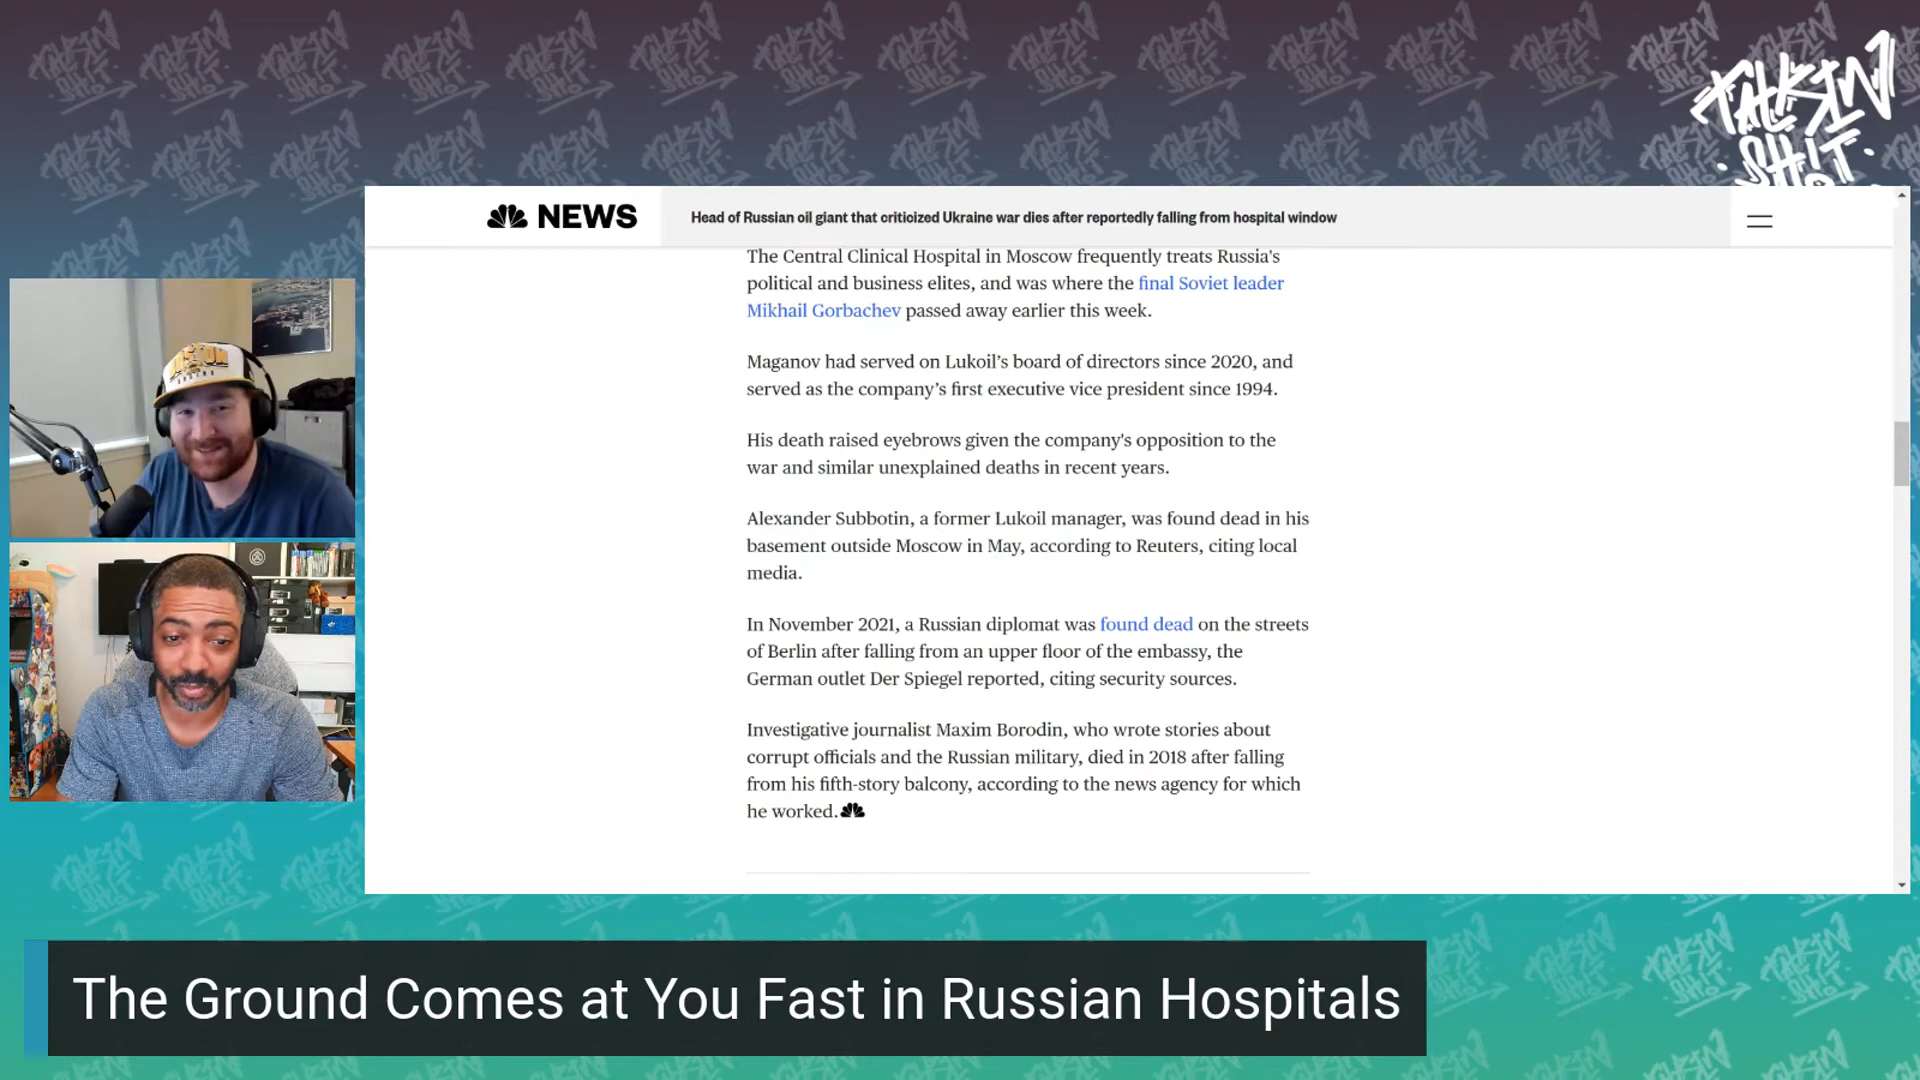 TALKIN
SH!T
NEWS
Head of Russian oil giant that criticized Ukraine war dies after reportedly falling from hospital window
The Central Clinical Hospital in Moscow frequently treats Russia's
political and business elites, and was where the final Soviet leader
Mikhail Gorbachev passed away earlier this week.
Maganov had served on Lukoil’s board of directors since 2020, and
served as the company’s first executive vice president since 1994.
His death raised eyebrows given the company's opposition to the
war and similar unexplained deaths in recent years.
Alexander Subbotin, a former Lukoil manager, was found dead in his
basement outside Moscow in May, according to Reuters, citing local
media.
In November 2021, a Russian diplomat was found dead on the streets
of Berlin after falling from an upper floor of the embassy, the
German outlet Der Spiegel reported, citing security sources.
Investigative journalist Maxim Borodin, who wrote stories about
corrupt officials and the Russian military, died in 2018 after falling
from his fifth-story balcony, according to the news agency for which
he worked.
The Ground Comes at You Fast in Russian Hospitals